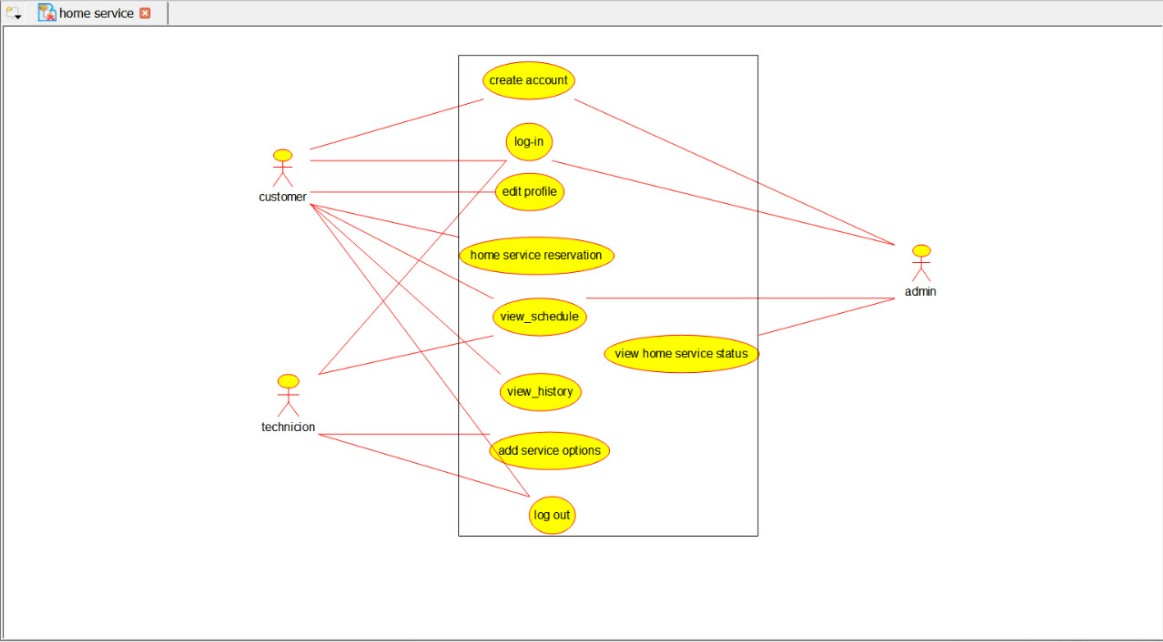 home service
create account
log-in
customer
edit profile
home service reservation
admin
view_schedule
view home service status
view_history
technicion
add service options
log out